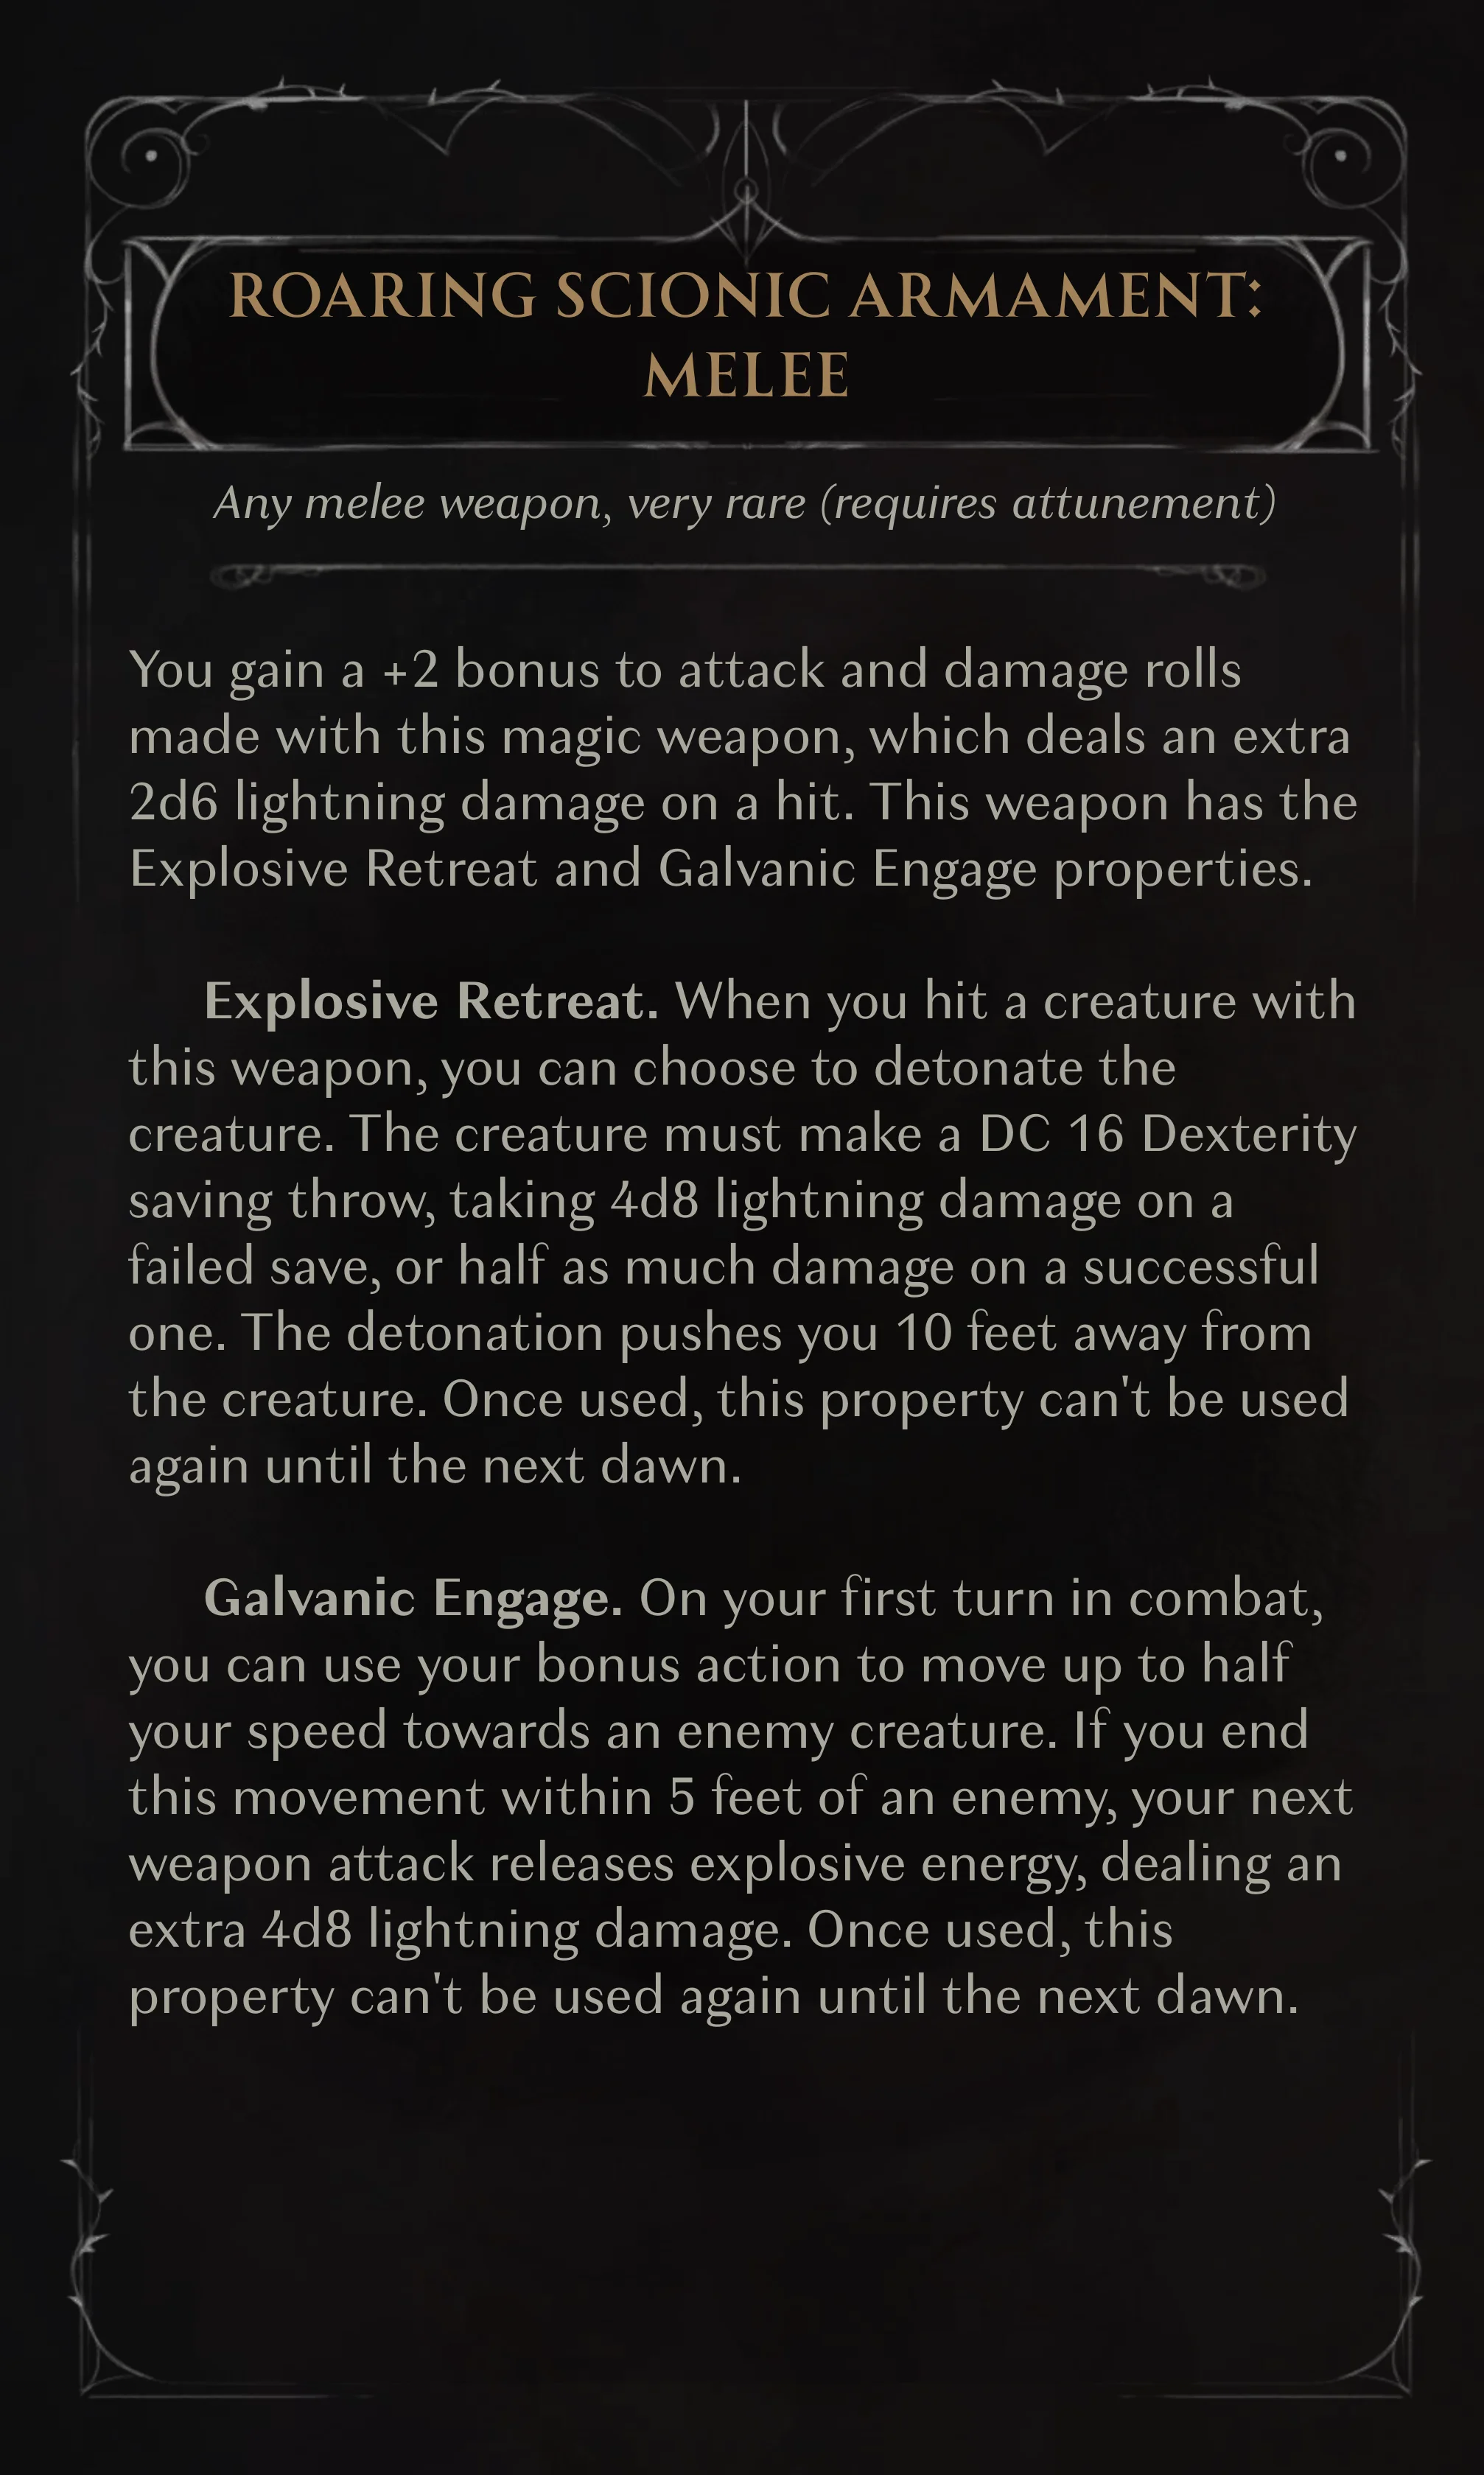 ROARING SCIONIC ARMAMENT:
MELEE
Any melee weapon, very rare (requires attunement)
You gain a +2 bonus to attack and damage rolls
made with this magic weapon, which deals an extra
2d6 lightning damage on a hit. This weapon has the
Explosive Retreat and Galvanic Engage properties.
Explosive Retreat. When you hit a creature with
this weapon, you can choose to detonate the
creature. The creature must make a DC 16 Dexterity
saving throw, taking 4d8 lightning damage on a
failed save, or half as much damage on a successful
one. The detonation pushes you 10 feet away from
the creature. Once used, this property can't be used
again until the next dawn.
Galvanic Engage. On your first turn in combat,
you can use your bonus action to move up to half
your speed towards an enemy creature. If you end
this movement within 5 feet of an enemy, your next
weapon attack releases explosive energy, dealing an
extra 4d8 lightning damage. Once used, this
property can't be used again until the next dawn.